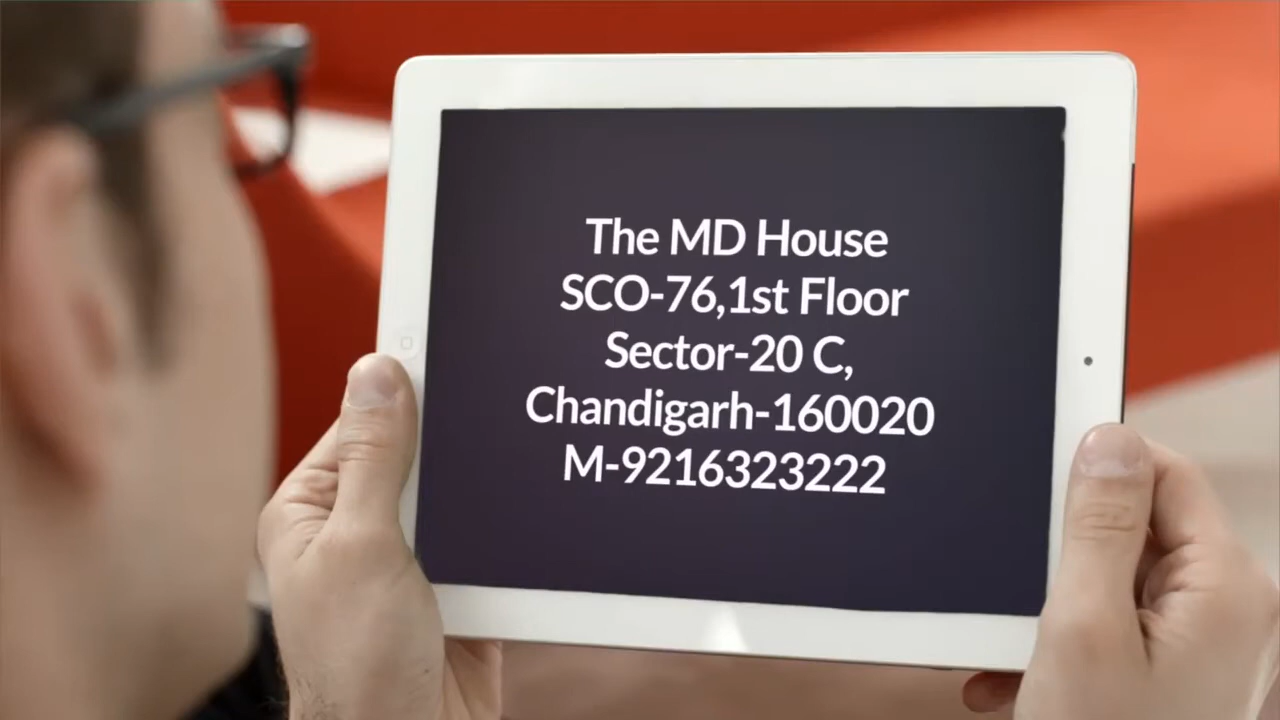 The MD House
SCO-76,1st Floor
Sector-20 C,
Chandigarh-160020
M-9216323222